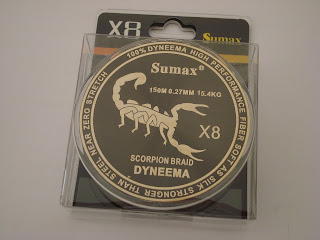 X8
Sumax
100% DYNEEMA HIGH PERFORMANCE FIBER SOFT AS SILK STRONGER THAN STEEL NEAR ZERO STRETCH
Sumax®
150M 0.27MM 15.4KG
X8
SCORPION BRAID
DYNEEMA